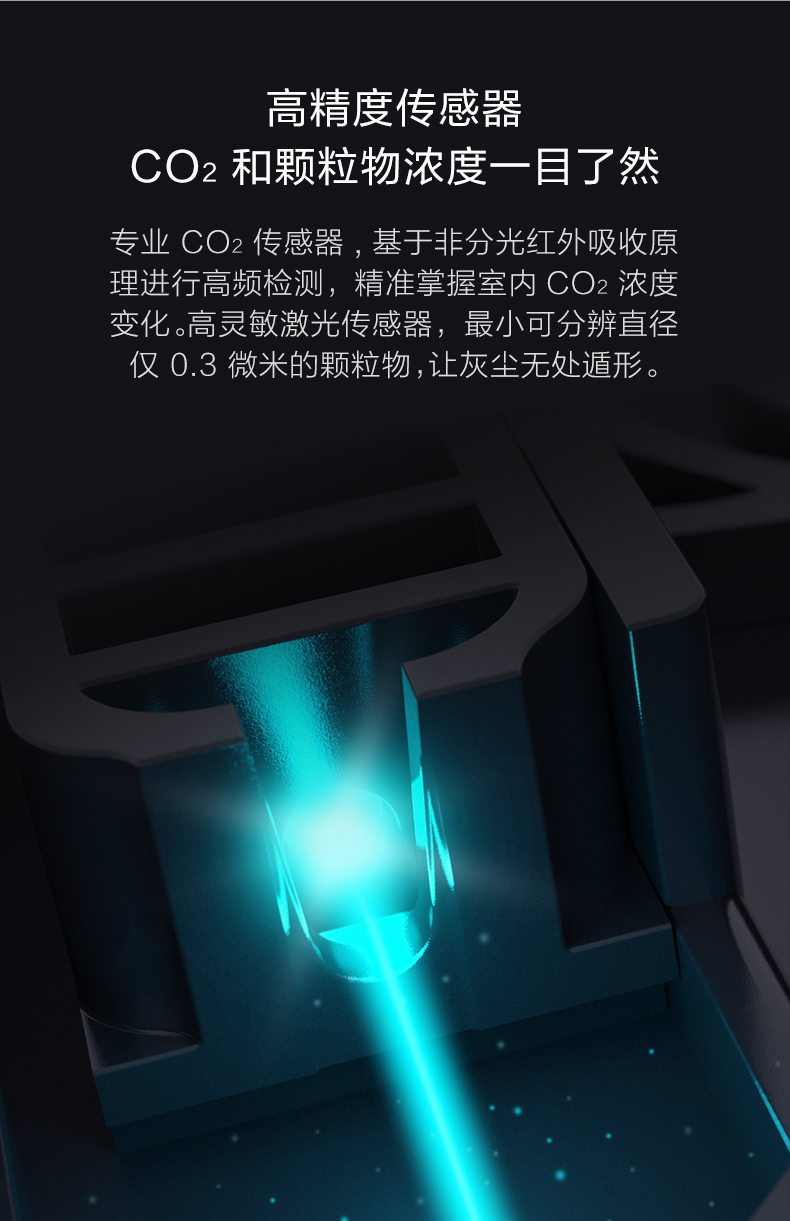 高精度传感器
CO₂ 和颗粒物浓度一目了然
专业 CO₂ 传感器，基于非分光红外吸收原
理进行高频检测，精准掌握室内 CO₂ 浓度
变化。高灵敏激光传感器，最小可分辨直径
仅 0.3 微米的颗粒物，让灰尘无处遁形。